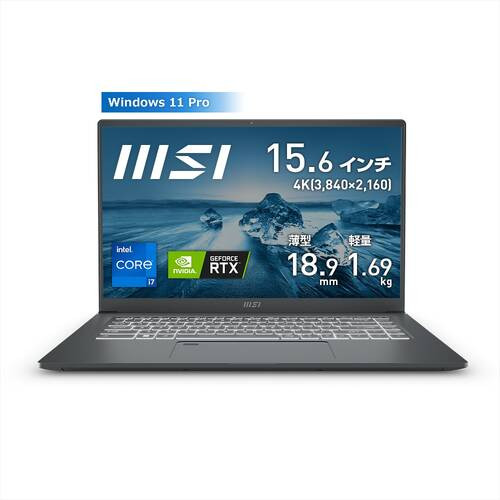 Windows 11 Pro
msi
15.6 インチ
4K(3,840×2,160)
薄型 軽量
18.9 mm 1.69 kg
intel.
CORE
i7
NVIDIA.
GEFORCE
RTX
msi